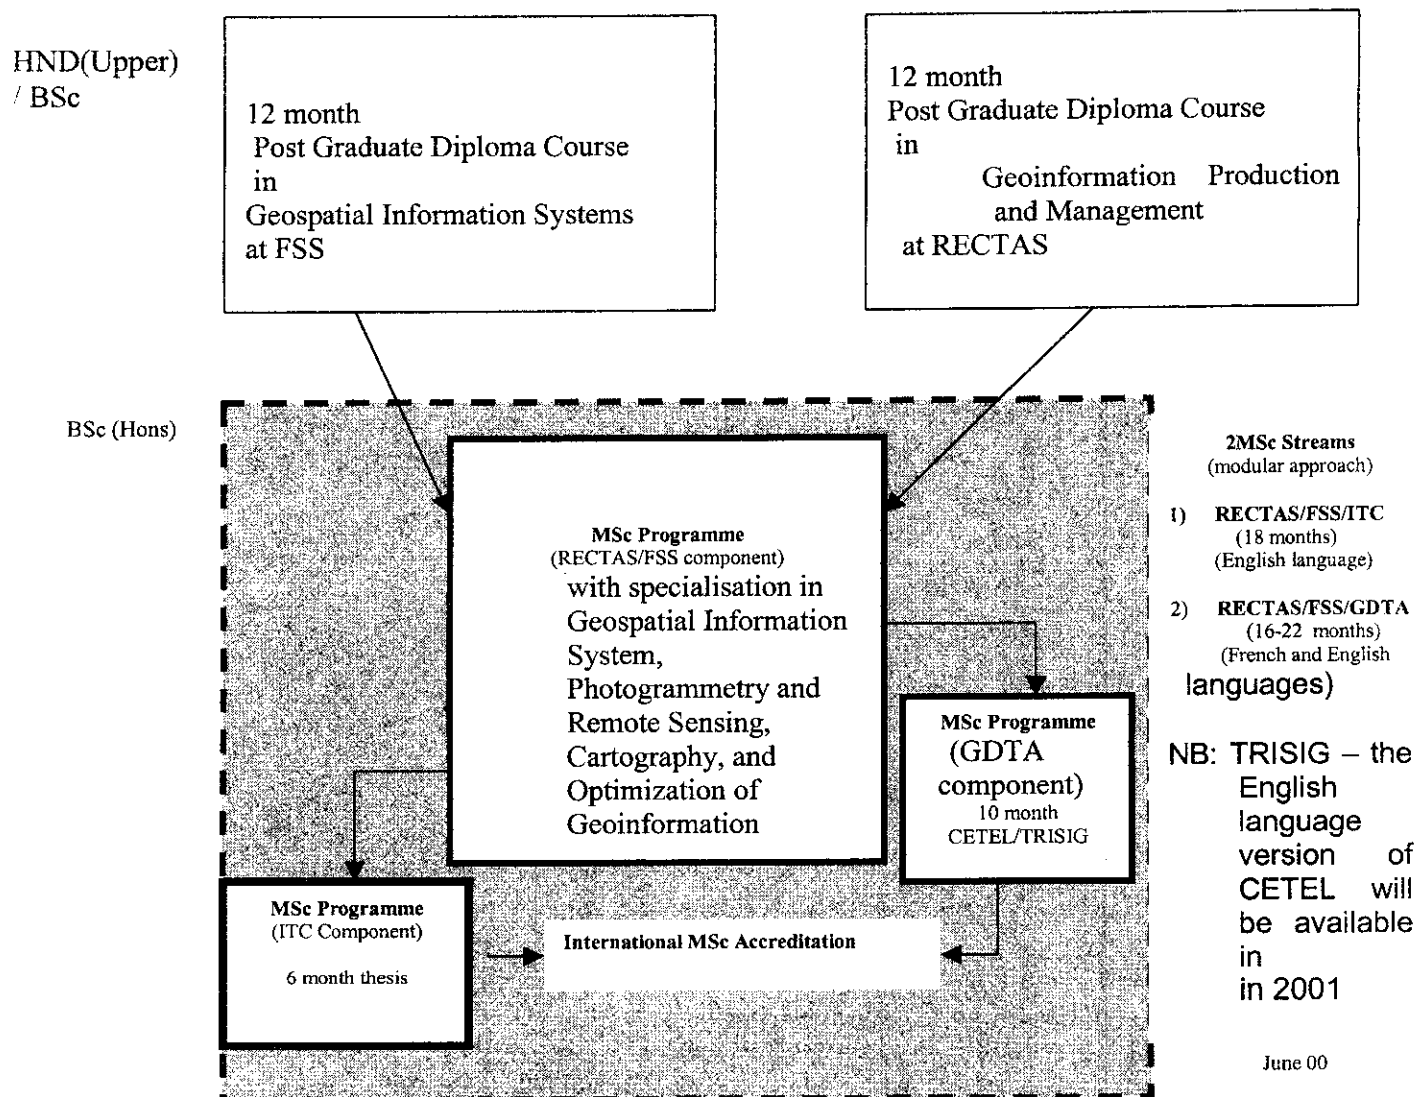 HND(Upper)
/ BSc
12 month
Post Graduate Diploma Course
in
Geospatial Information Systems
at FSS
12 month
Post Graduate Diploma Course
in
Geoinformation Production
and Management
at RECTAS
BSc (Hons)
MSc Programme
(RECTAS/FSS component)
with specialisation in
Geospatial Information
System,
Photogrammetry and
Remote Sensing,
Cartography, and
Optimization of
Geoinformation
MSc Programme
(GDTA
component)
10 month
CETEL/TRISIG
MSc Programme
(ITC Component)
6 month thesis
International MSc Accreditation
2MSc Streams
(modular approach)
1) RECTAS/FSS/ITC
(18 months)
(English language)
2) RECTAS/FSS/GDTA
(16-22 months)
(French and English
languages)
NB: TRISIG – the
English
language
version of
CETEL will
be available
in
in 2001
June 00